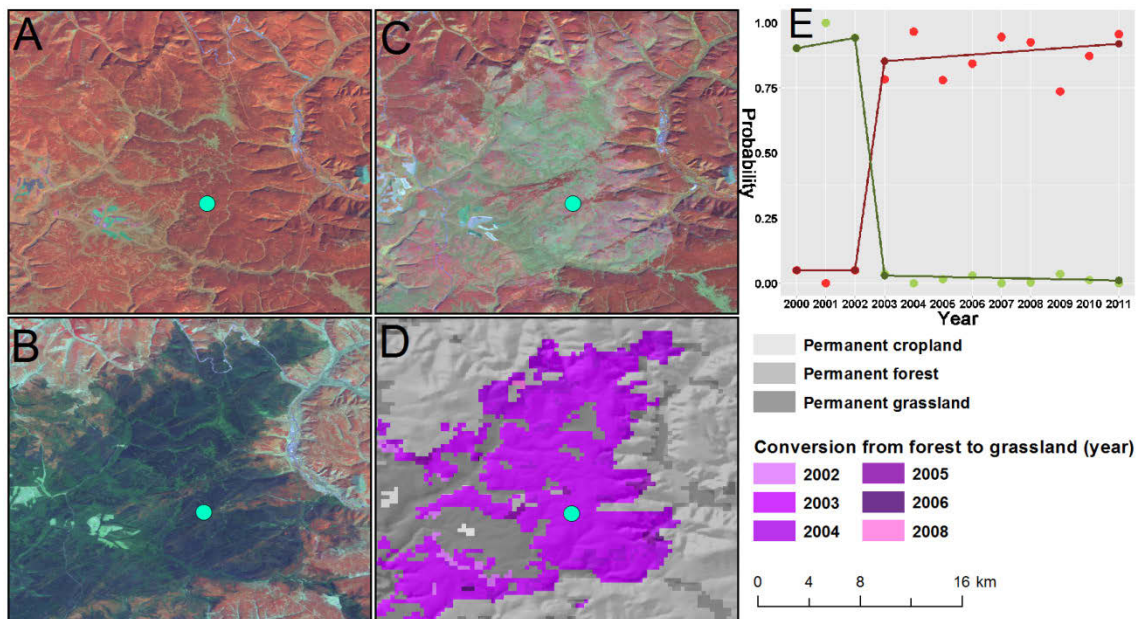 A
C
E
1.00
0.75
0.50
0.25
0.00
Probability
2000 2001 2002 2003 2004 2005 2006 2007 2008 2009 2010 2011
Year
B
D
Permanent cropland
Permanent forest
Permanent grassland
Conversion from forest to grassland (year)
2002 2005
2003 2006
2004 2008
0 4 8 16 km